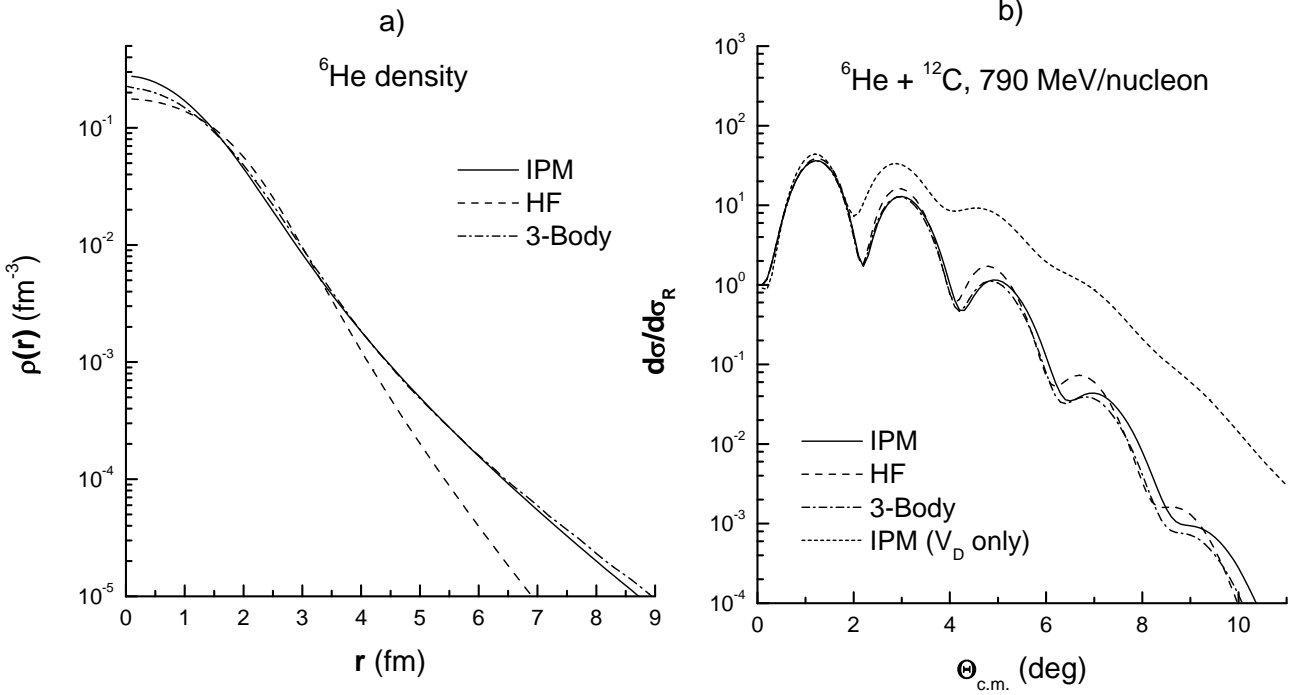 a)
⁶He density
10⁻¹
10⁻²
10⁻³
10⁻⁴
10⁻⁵
ρ(r) (fm⁻³)
IPM
HF
3-Body
0 1 2 3 4 5 6 7 8 9
r (fm)
b)
⁶He + ¹²C, 790 MeV/nucleon
10³
10²
10¹
10⁰
10⁻¹
10⁻²
10⁻³
10⁻⁴
dσ/dσ_R
IPM
HF
3-Body
IPM (V_D only)
0 2 4 6 8 10
Θ_c.m. (deg)